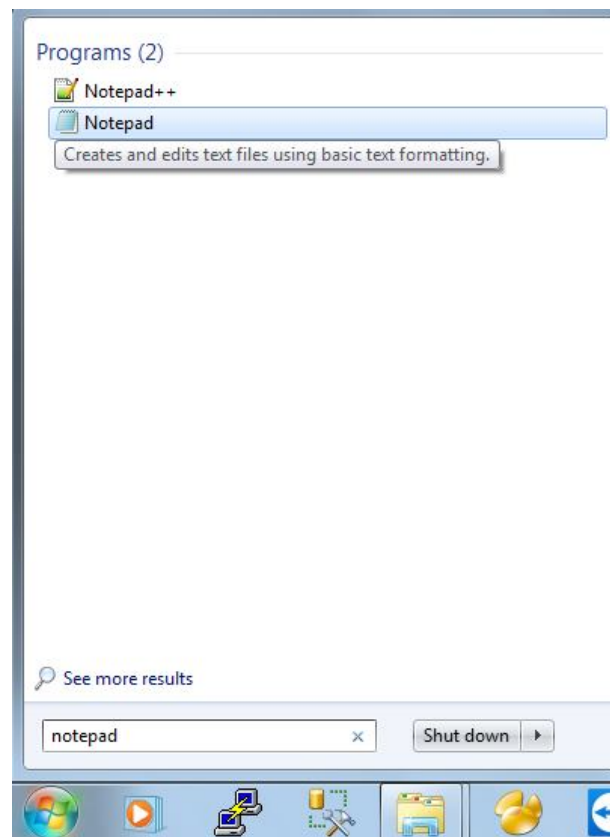 Programs (2)
Notepad++
Notepad
Creates and edits text files using basic text formatting.
See more results
notepad
Shut down